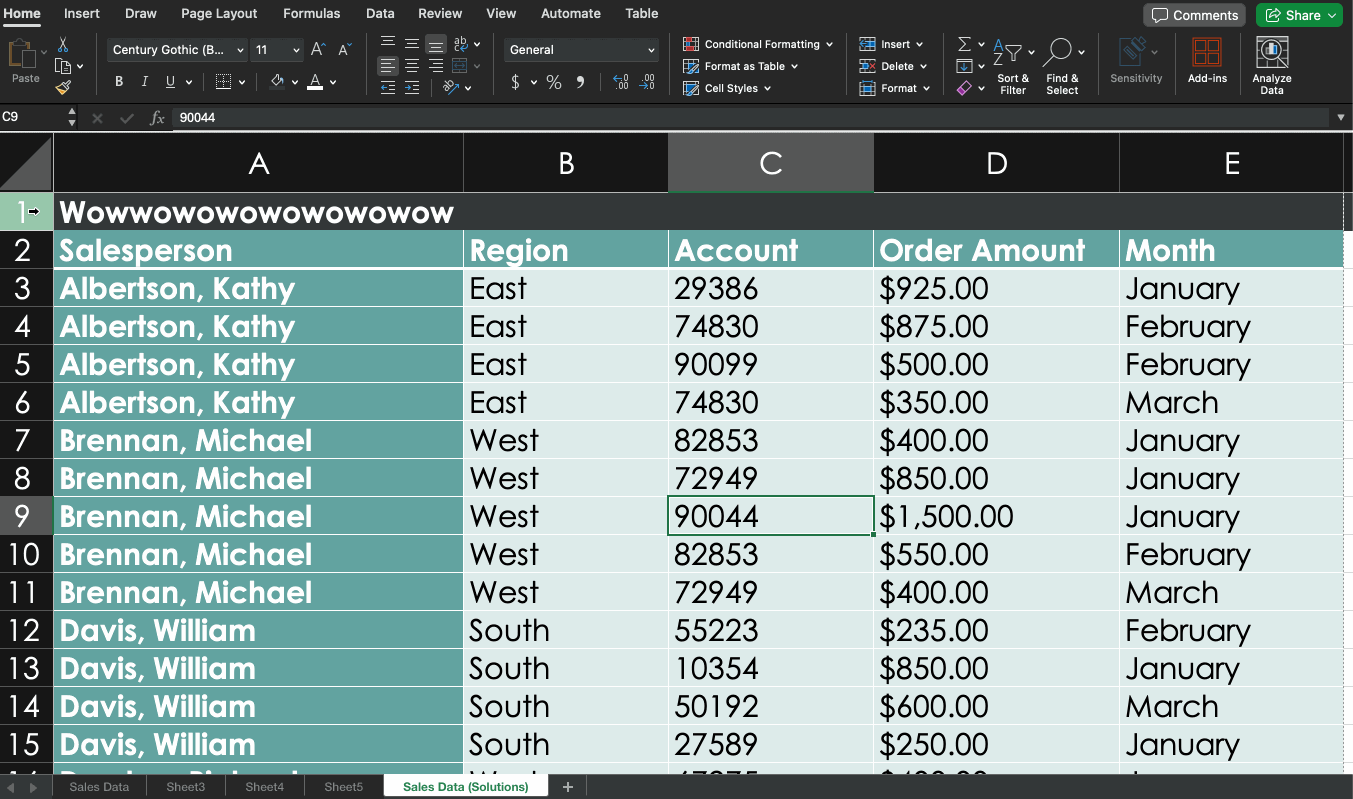 Home Insert Draw Page Layout Formulas Data Review View Automate Table Comments Share
Paste Century Gothic (B... 11 A A ab General Conditional Formatting Insert Sort & Filter Find & Select Sensitivity Add-ins Analyze Data
B I U A $ % 9 Format as Table Delete
.00 .00 Cell Styles Format
C9 fx 90044
A B C D E
1 Wowwowowowowowowow
2 Salesperson Region Account Order Amount Month
3 Albertson, Kathy East 29386 $925.00 January
4 Albertson, Kathy East 74830 $875.00 February
5 Albertson, Kathy East 90099 $500.00 February
6 Albertson, Kathy East 74830 $350.00 March
7 Brennan, Michael West 82853 $400.00 January
8 Brennan, Michael West 72949 $850.00 January
9 Brennan, Michael West 90044 $1,500.00 January
10 Brennan, Michael West 82853 $550.00 February
11 Brennan, Michael West 72949 $400.00 March
12 Davis, William South 55223 $235.00 February
13 Davis, William South 10354 $850.00 January
14 Davis, William South 50192 $600.00 March
15 Davis, William South 27589 $250.00 January
Sales Data Sheet3 Sheet4 Sheet5 Sales Data (Solutions) +